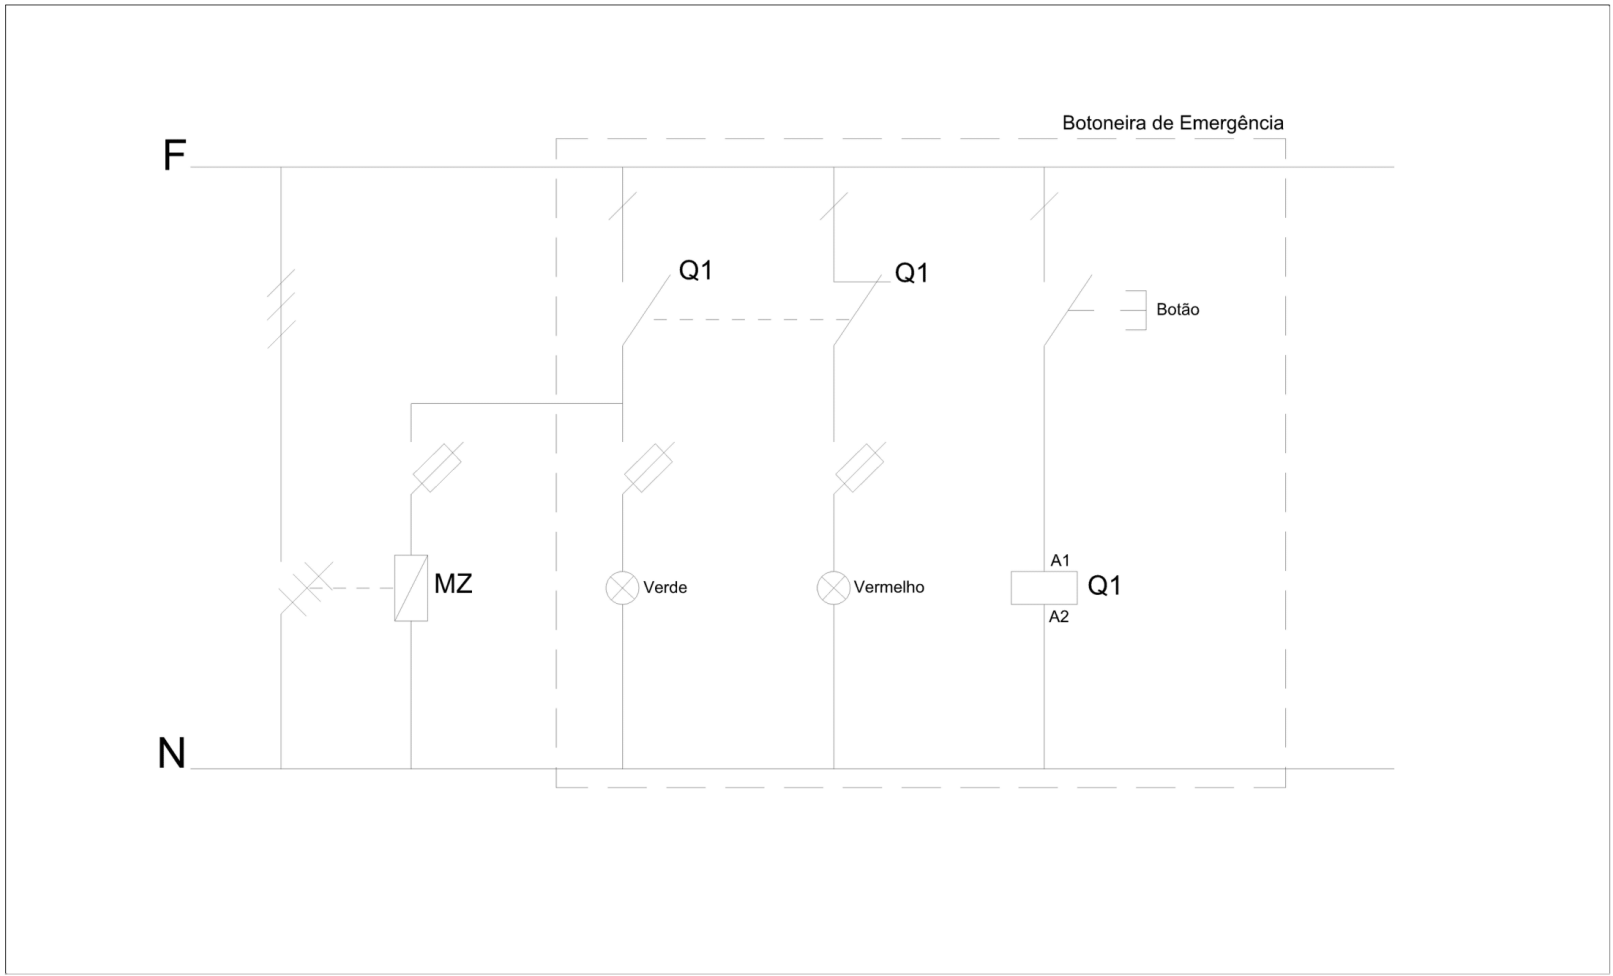 Botoneira de Emergência
F
Q1
Q1
Botão
A1
MZ
Verde
Vermelho
Q1
A2
N